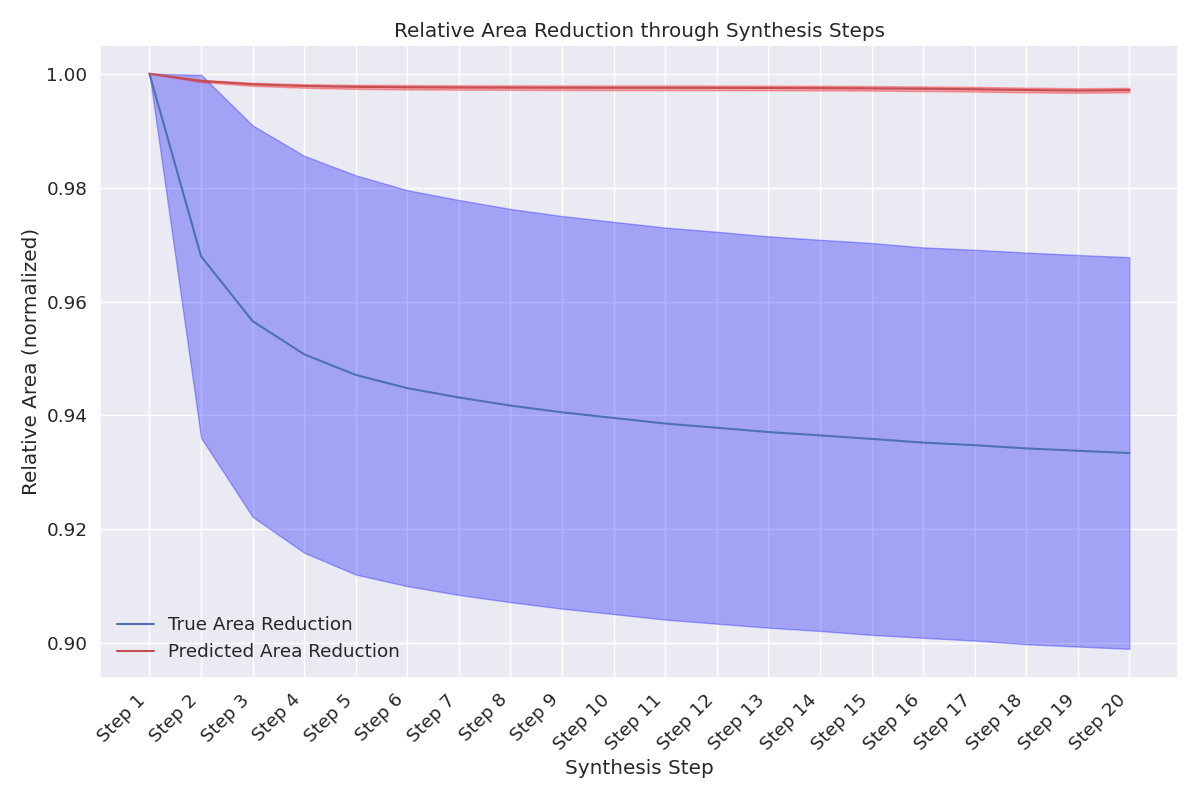 Relative Area Reduction through Synthesis Steps
Relative Area (normalized)
1.00
0.98
0.96
0.94
0.92
0.90
True Area Reduction
Predicted Area Reduction
Step 1
Step 2
Step 3
Step 4
Step 5
Step 6
Step 7
Step 8
Step 9
Step 10
Step 11
Step 12
Step 13
Step 14
Step 15
Step 16
Step 17
Step 18
Step 19
Step 20
Synthesis Step